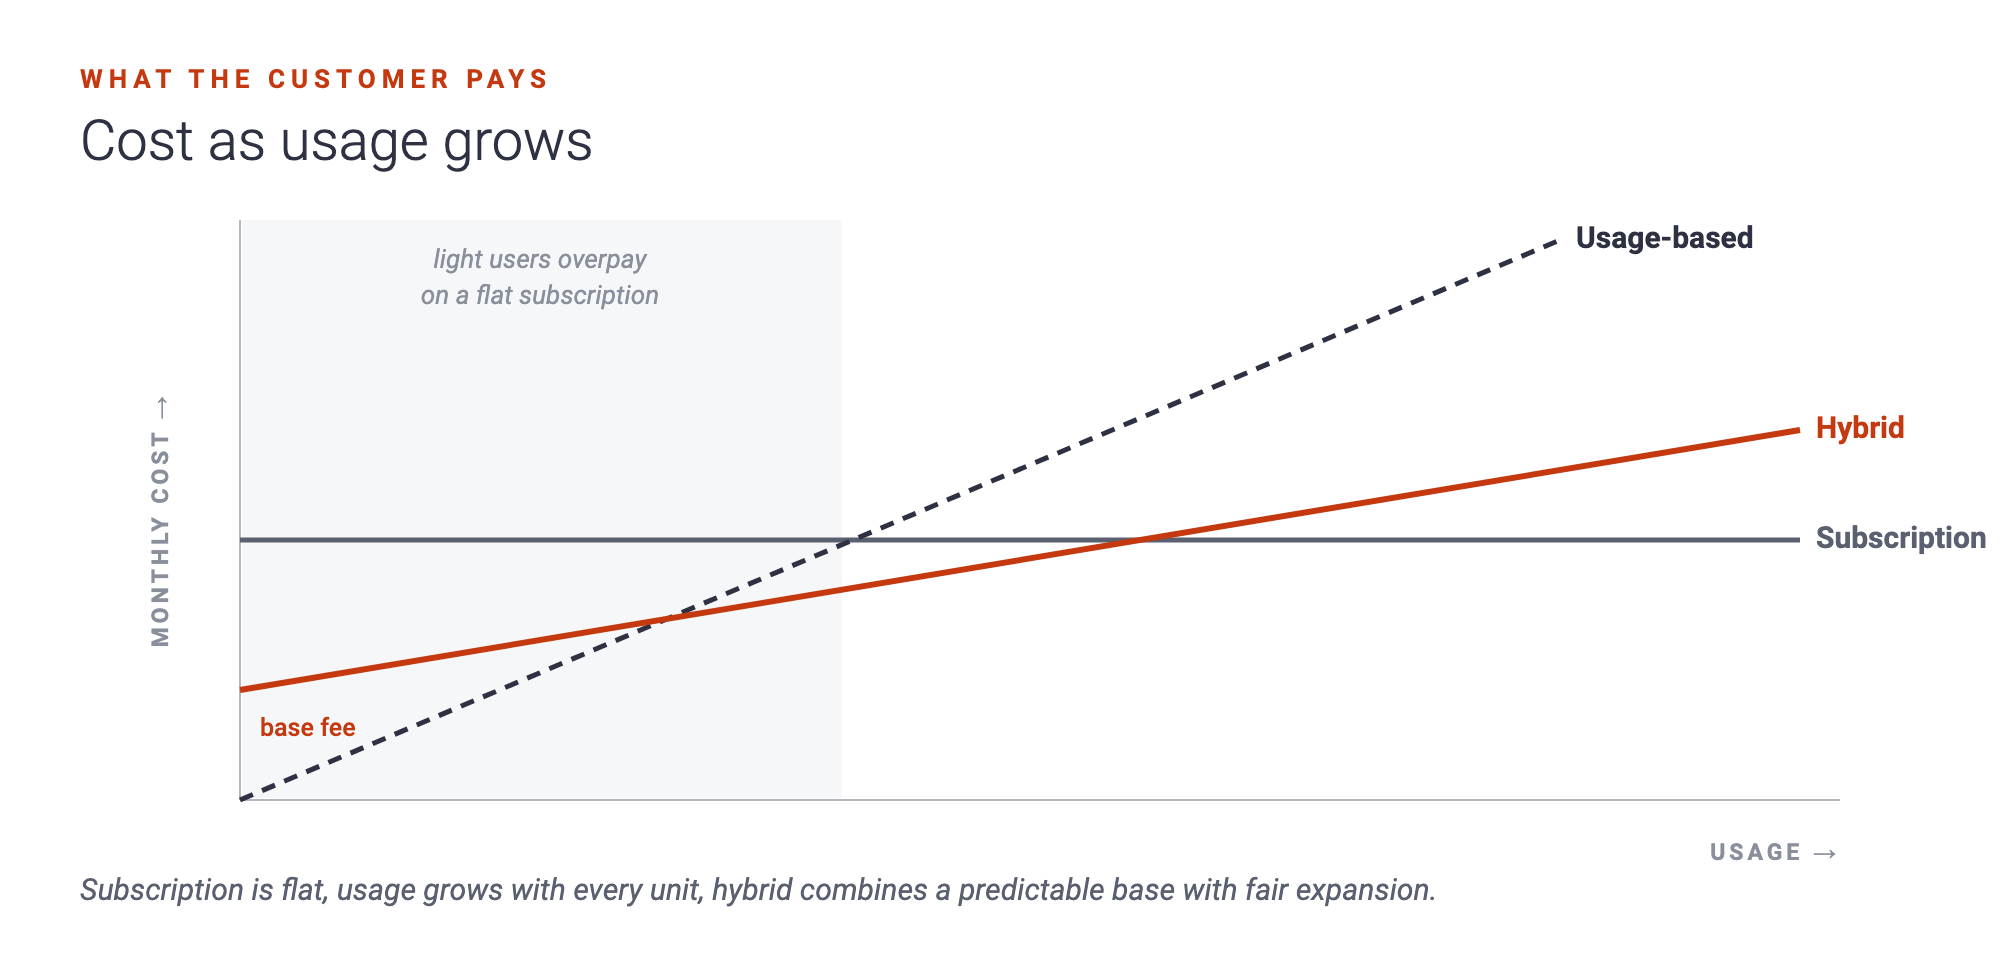 WHAT THE CUSTOMER PAYS
Cost as usage grows
light users overpay
on a flat subscription
Usage-based
Hybrid
Subscription
MONTHLY COST →
base fee
USAGE →
Subscription is flat, usage grows with every unit, hybrid combines a predictable base with fair expansion.